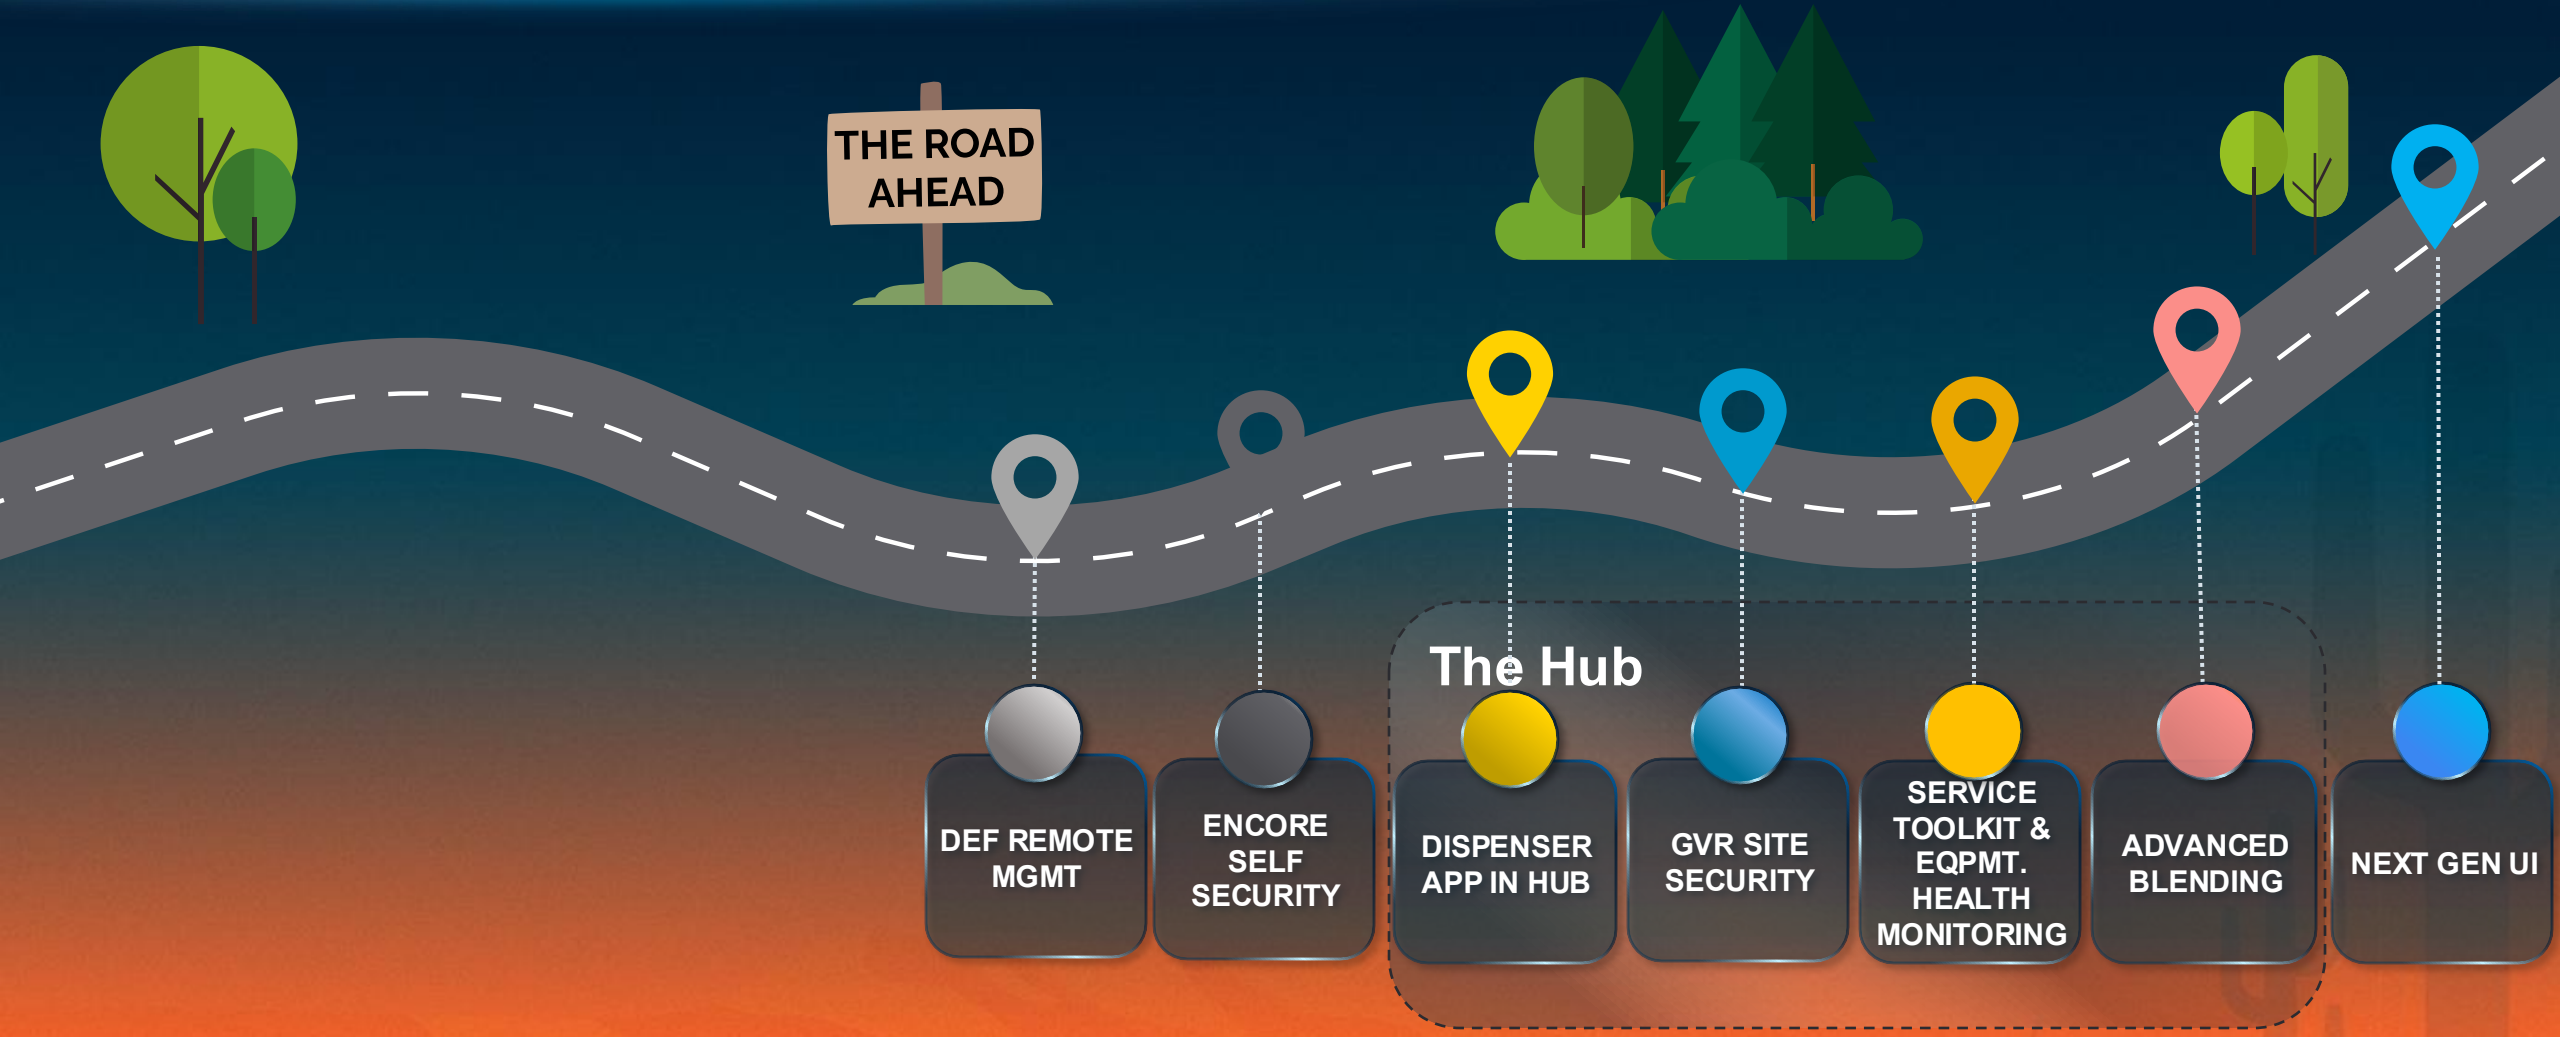 THE ROAD
AHEAD
The Hub
DEF REMOTE
MGMT
ENCORE
SELF
SECURITY
DISPENSER
APP IN HUB
GVR SITE
SECURITY
SERVICE
TOOLKIT &
EQPMT.
HEALTH
MONITORING
ADVANCED
BLENDING
NEXT GEN UI